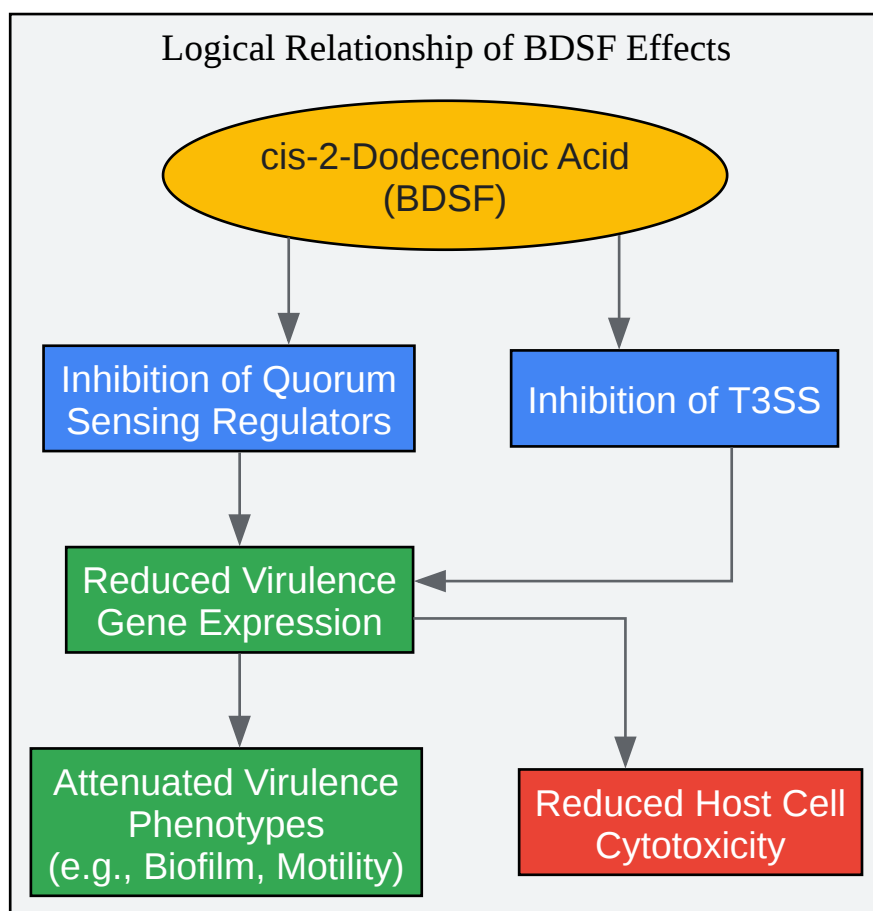 Logical Relationship of BDSF Effects
cis-2-Dodecenoic Acid
(BDSF)
Inhibition of Quorum
Sensing Regulators
Inhibition of T3SS
Reduced Virulence
Gene Expression
Attenuated Virulence
Phenotypes
(e.g., Biofilm, Motility)
Reduced Host Cell
Cytotoxicity